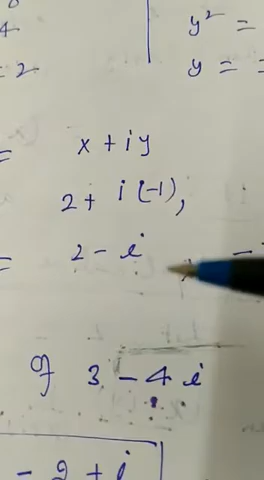 4
y² =
= 2
y =
= x + iy
2 + i(-1),
= 2 - i
of 3 - 4i
- 2 + i